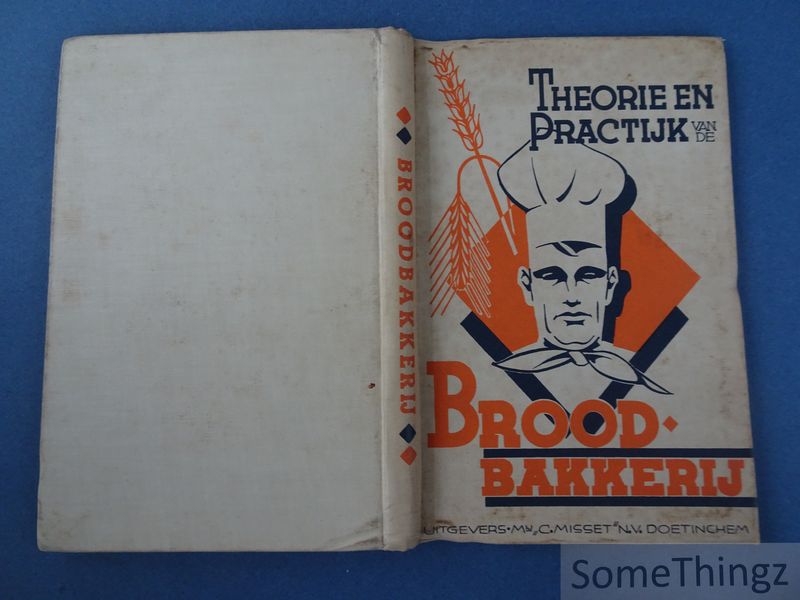 BROODBAKKERIJ
THEORIE EN
PRACTIJK VAN DE
BROOD-
BAKKERIJ
UITGEVERS-MIJ „C. MISSET" N.V. DOETINCHEM
SomeThingz